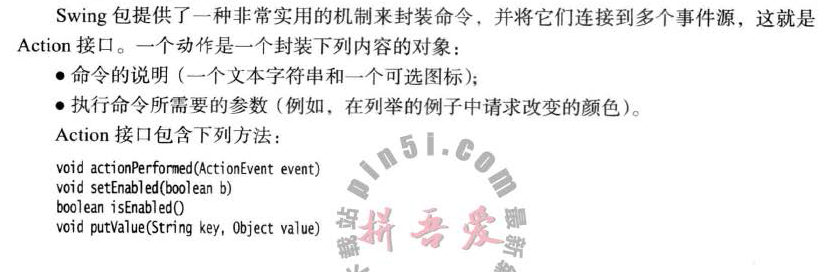 Swing 包提供了一种非常实用的机制来封装命令，并将它们连接到多个事件源，这就是
Action 接口。一个动作是一个封装下列内容的对象：
● 命令的说明（一个文本字符串和一个可选图标）；
● 执行命令所需要的参数（例如，在列举的例子中请求改变的颜色）。
Action 接口包含下列方法：
void actionPerformed(ActionEvent event)
void setEnabled(boolean b)
boolean isEnabled()
void putValue(String key, Object value)
pin5i.com
拼吾爱
载站
最新